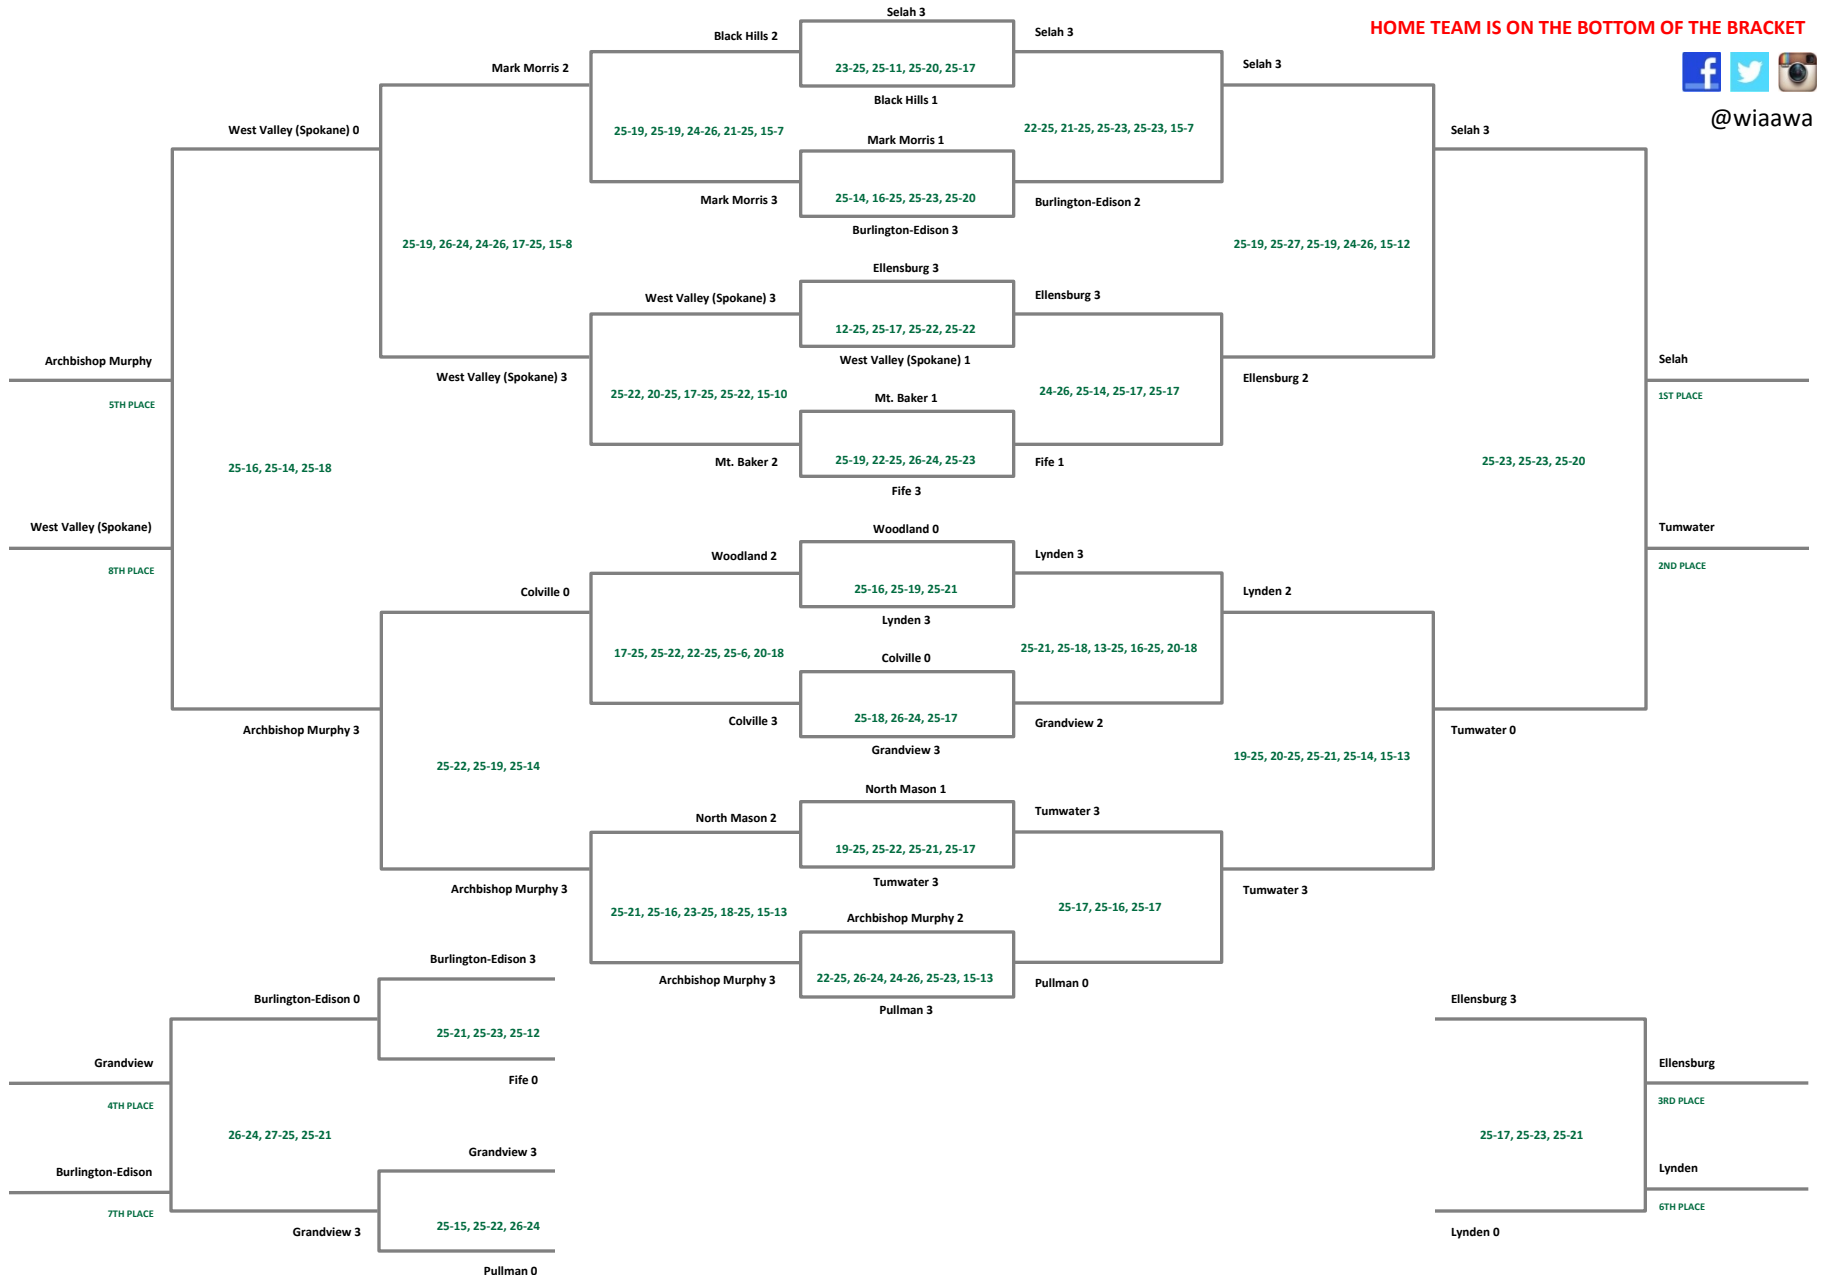 Selah 3
HOME TEAM IS ON THE BOTTOM OF THE BRACKET
Black Hills 2
Selah 3
Mark Morris 2
23-25, 25-11, 25-20, 25-17
Selah 3
Black Hills 1
@wiaawa
West Valley (Spokane) 0
25-19, 25-19, 24-26, 21-25, 15-7
22-25, 21-25, 25-23, 25-23, 15-7
Selah 3
Mark Morris 1
Mark Morris 3
25-14, 16-25, 25-23, 25-20
Burlington-Edison 2
Burlington-Edison 3
25-19, 26-24, 24-26, 17-25, 15-8
25-19, 25-27, 25-19, 24-26, 15-12
Ellensburg 3
West Valley (Spokane) 3
Ellensburg 3
12-25, 25-17, 25-22, 25-22
Archbishop Murphy
West Valley (Spokane) 1
Selah
West Valley (Spokane) 3
Ellensburg 2
5TH PLACE
25-22, 20-25, 17-25, 25-22, 15-10
Mt. Baker 1
24-26, 25-14, 25-17, 25-17
1ST PLACE
25-16, 25-14, 25-18
Mt. Baker 2
25-19, 22-25, 26-24, 25-23
Fife 1
25-23, 25-23, 25-20
Fife 3
West Valley (Spokane)
Woodland 0
Tumwater
Woodland 2
Lynden 3
8TH PLACE
2ND PLACE
Colville 0
25-16, 25-19, 25-21
Lynden 2
Lynden 3
17-25, 25-22, 22-25, 25-6, 20-18
25-21, 25-18, 13-25, 16-25, 20-18
Colville 0
Archbishop Murphy 3
Colville 3
25-18, 26-24, 25-17
Grandview 2
Tumwater 0
Grandview 3
25-22, 25-19, 25-14
19-25, 20-25, 25-21, 25-14, 15-13
North Mason 1
North Mason 2
Tumwater 3
19-25, 25-22, 25-21, 25-17
Archbishop Murphy 3
Tumwater 3
Tumwater 3
25-21, 25-16, 23-25, 18-25, 15-13
Archbishop Murphy 2
25-17, 25-16, 25-17
Burlington-Edison 3
Archbishop Murphy 3
22-25, 26-24, 24-26, 25-23, 15-13
Pullman 0
Burlington-Edison 0
Pullman 3
Ellensburg 3
25-21, 25-23, 25-12
Grandview
Ellensburg
Fife 0
4TH PLACE
3RD PLACE
26-24, 27-25, 25-21
25-17, 25-23, 25-21
Grandview 3
Burlington-Edison
Lynden
7TH PLACE
6TH PLACE
Grandview 3
25-15, 25-22, 26-24
Lynden 0
Pullman 0